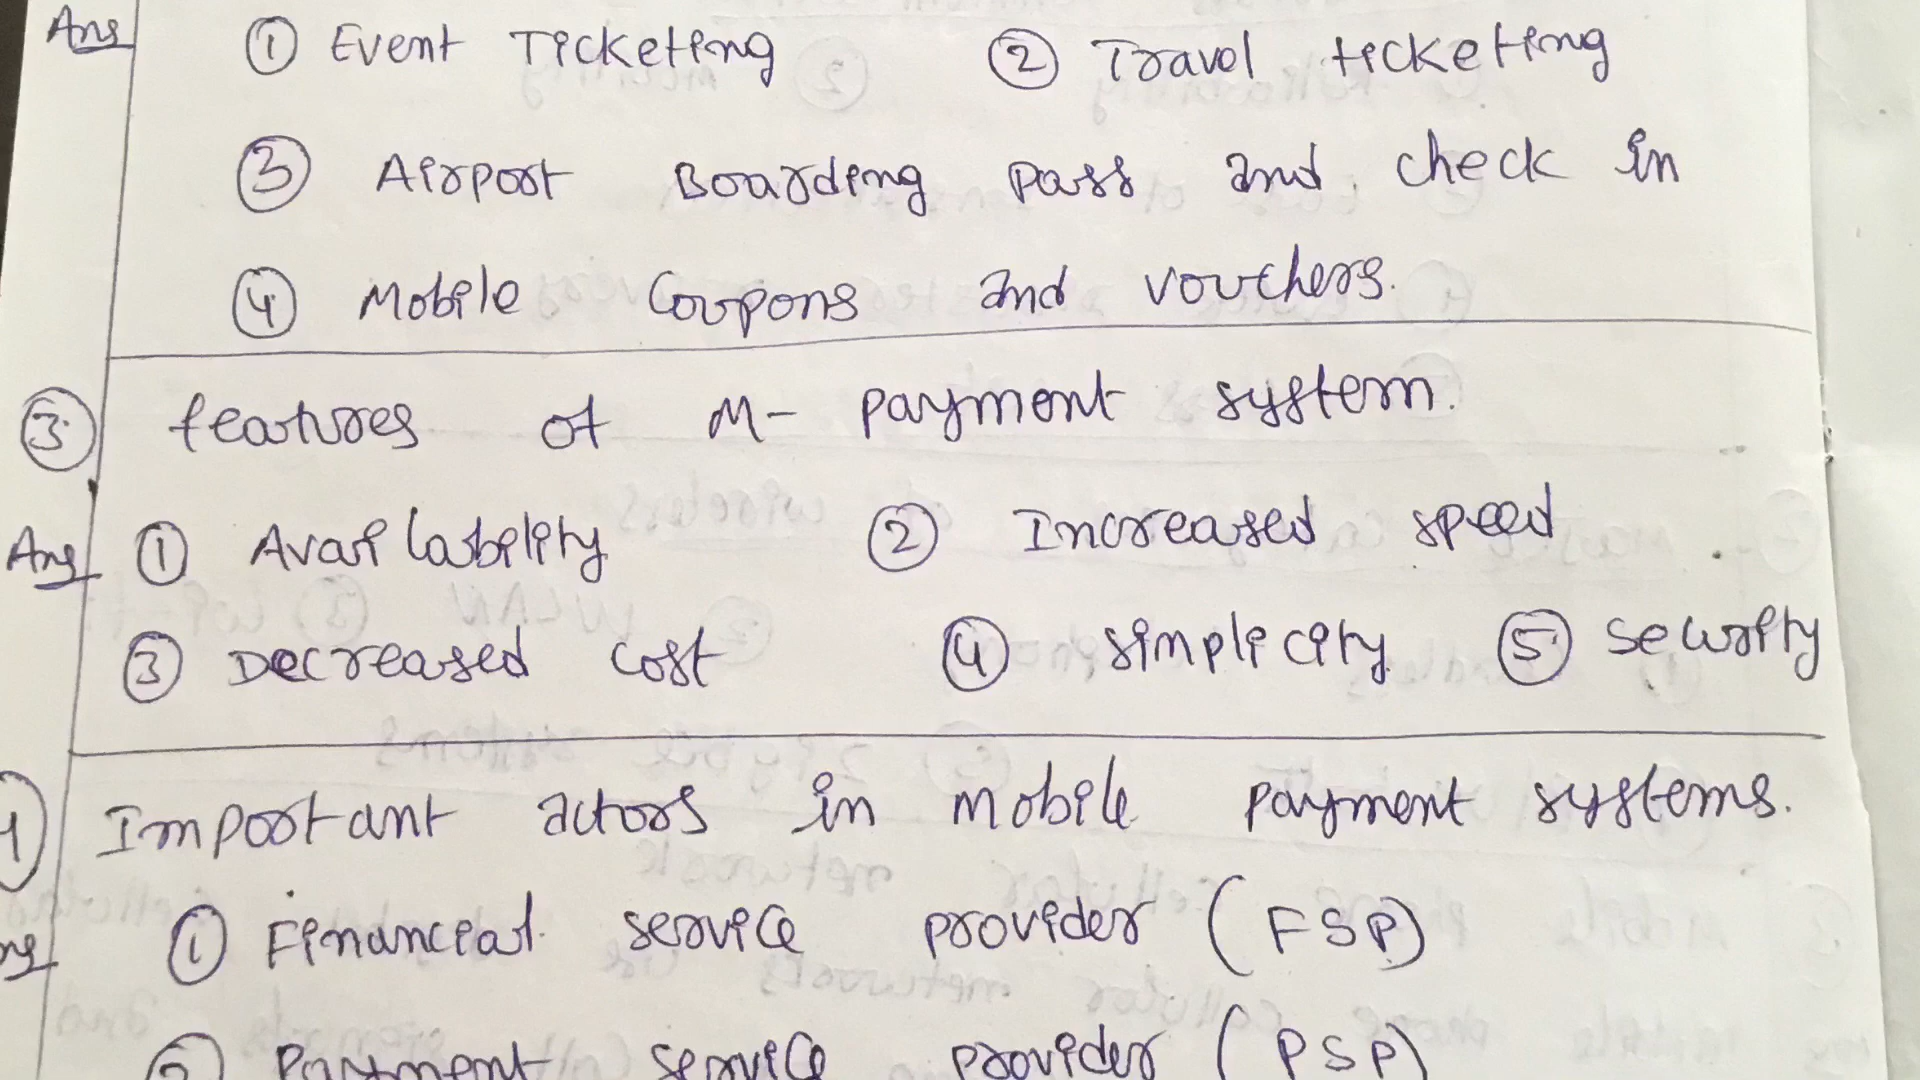 Ans ① Event Ticketing ② Travel ticketing
③ Airport Boarding pass and check in
④ Mobile Coupons and vouchers.
③ features of M- payment system.
Ans ① Availability ② Increased speed
③ Decreased cost ④ simplicity ⑤ security
④ Important actors in mobile payment systems.
① Financial service provider (FSP)
② Payment service provider (PSP)